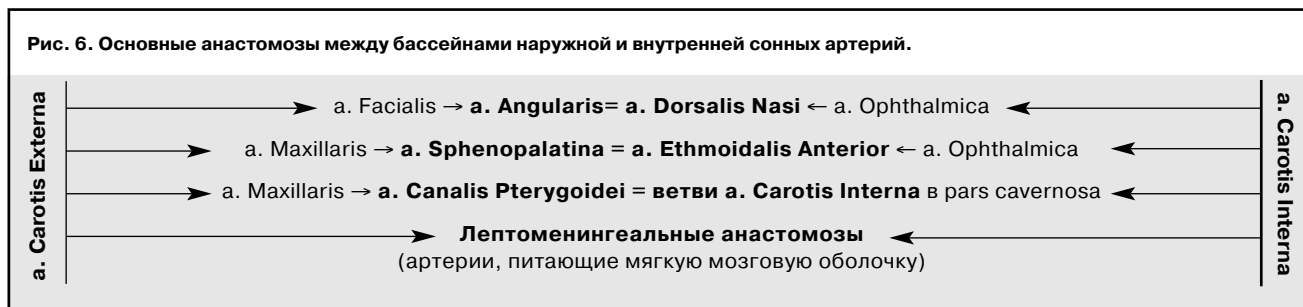 Рис. 6. Основные анастомозы между бассейнами наружной и внутренней сонных артерий.
a. Carotis Externa
a. Facialis → a. Angularis= a. Dorsalis Nasi ← a. Ophthalmica
a. Maxillaris → a. Sphenopalatina = a. Ethmoidalis Anterior ← a. Ophthalmica
a. Maxillaris → a. Canalis Pterygoidei = ветви a. Carotis Interna в pars cavernosa
Лептоменингеальные анастомозы
(артерии, питающие мягкую мозговую оболочку)
a. Carotis Interna